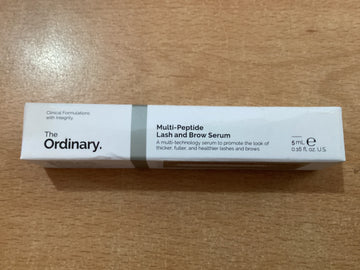 Clinical Formulations
with Integrity.
The
Ordinary.
Multi-Peptide
Lash and Brow Serum
A multi-technology serum to promote the look of
thicker, fuller, and healthier lashes and brows
5 mL ℮
0.16 fl. oz. U.S.